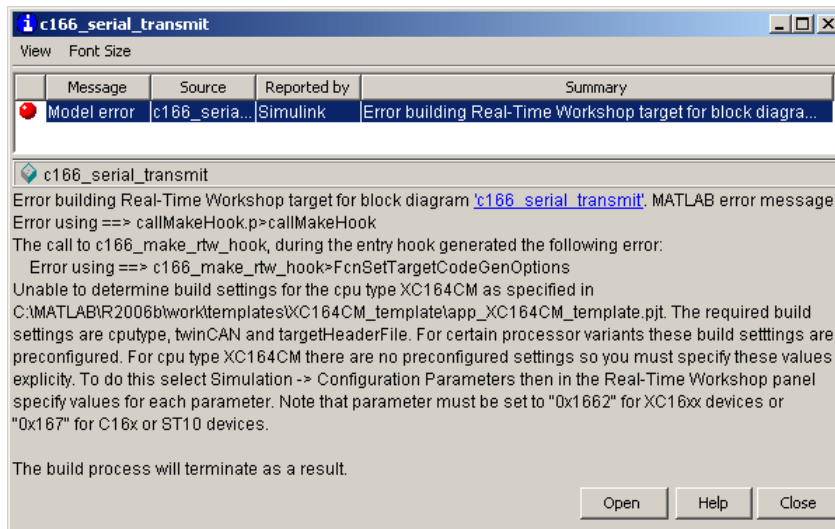 c166_serial_transmit
View Font Size
Message Source Reported by Summary
Model error c166_seria... Simulink Error building Real-Time Workshop target for block diagra...
c166_serial_transmit
Error building Real-Time Workshop target for block diagram 'c166_serial_transmit'. MATLAB error message
Error using ==> callMakeHook.p>callMakeHook
The call to c166_make_rtw_hook, during the entry hook generated the following error:
Error using ==> c166_make_rtw_hook>FcnSetTargetCodeGenOptions
Unable to determine build settings for the cpu type XC164CM as specified in
C:\MATLAB\R2006b\work\templates\XC164CM_template\app_XC164CM_template.pjt. The required build
settings are cputype, twinCAN and targetHeaderFile. For certain processor variants these build setttings are
preconfigured. For cpu type XC164CM there are no preconfigured settings so you must specify these values
explicity. To do this select Simulation -> Configuration Parameters then in the Real-Time Workshop panel
specify values for each parameter. Note that parameter must be set to "0x1662" for XC16xx devices or
"0x167" for C16x or ST10 devices.
The build process will terminate as a result.
Open Help Close